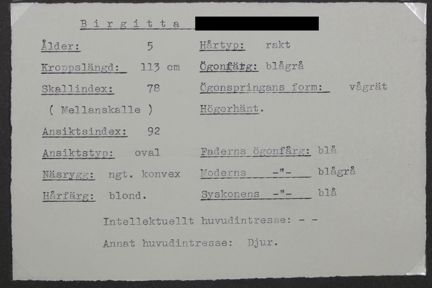 Birgitta
Ålder: 5 Hårtyp: rakt
Kroppslängd: 113 cm Ögonfärg: blågrå
Skallindex: 78 Ögonspringans form: vågrät
( Mellanskalle ) Högerhänt.
Ansiktsindex: 92
Ansiktstyp: oval Faderns ögonfärg: blå
Näsrygg: ngt. konvex Moderns -"- blågrå
Hårfärg: blond. Syskonens -"- blå
Intellektuellt huvudintresse: - -
Annat huvudintresse: Djur.